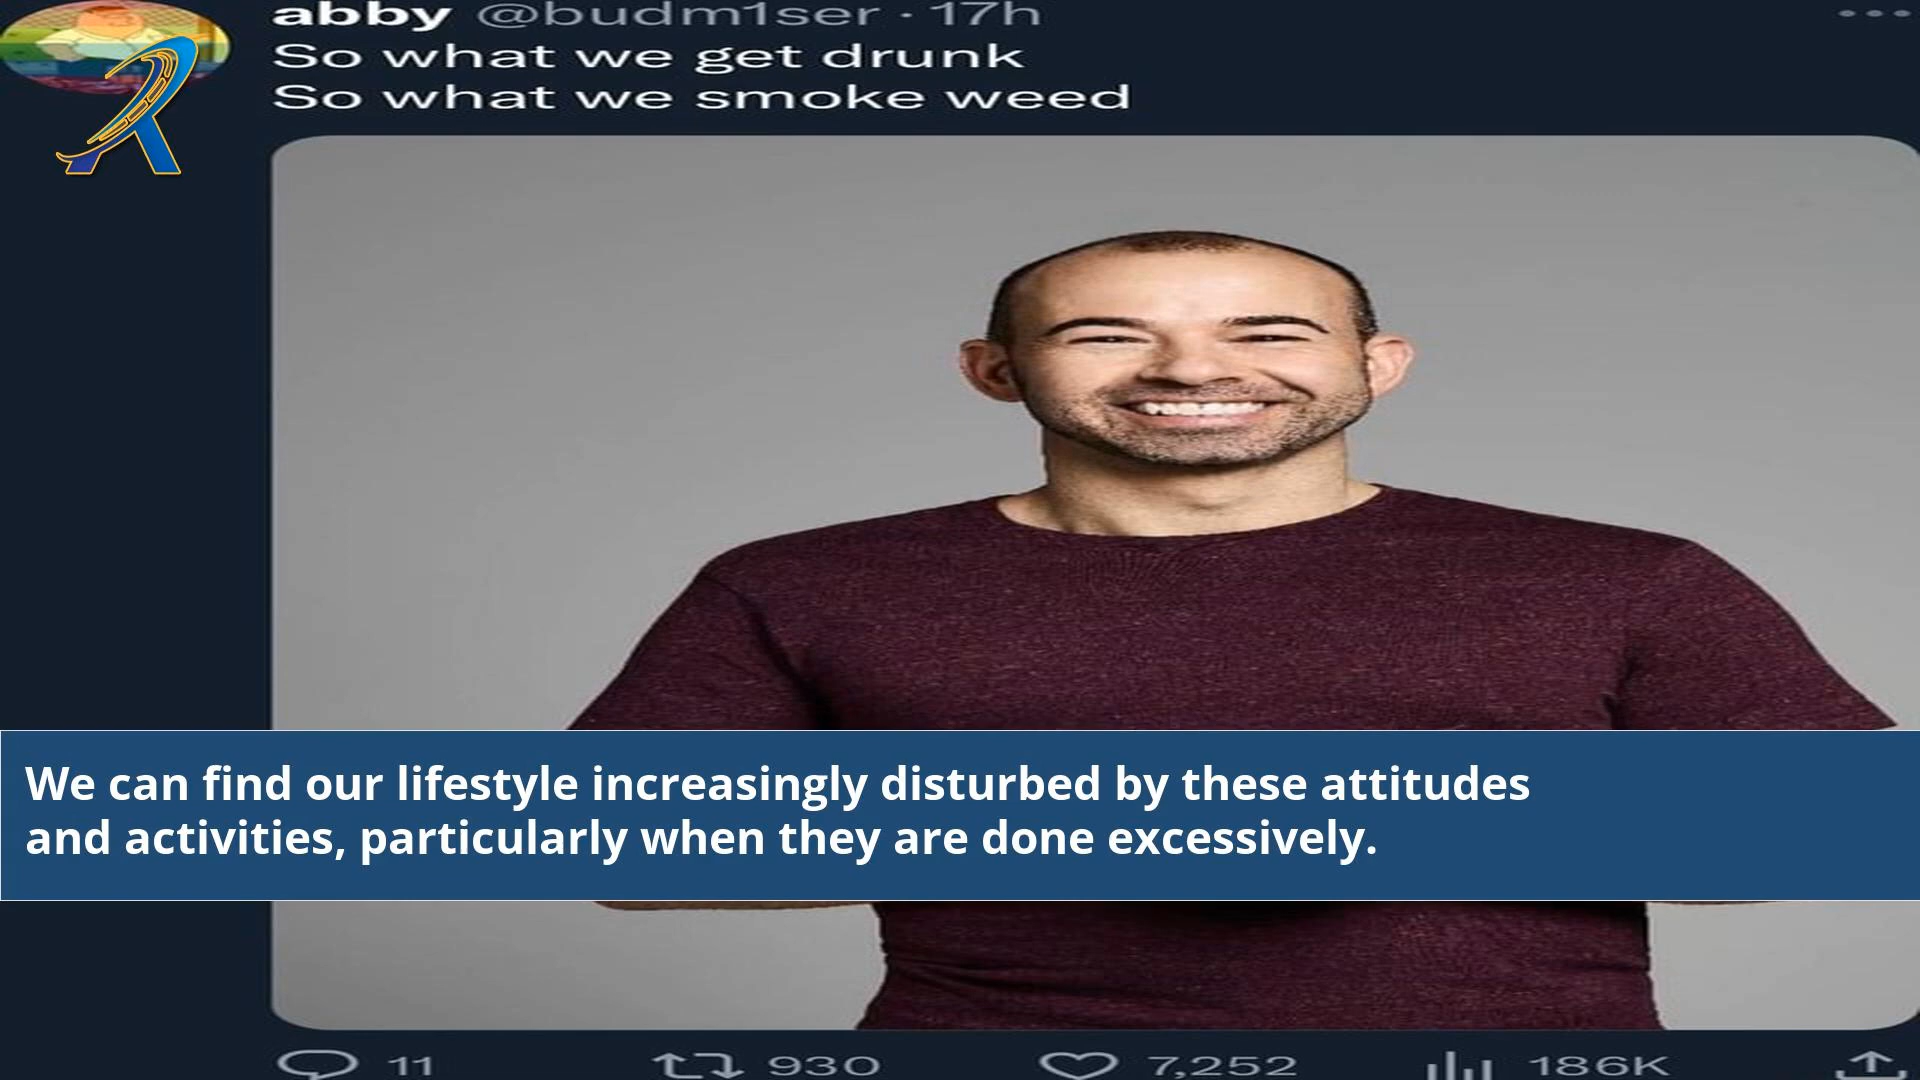 abby @budm1ser · 17h
So what we get drunk
So what we smoke weed
We can find our lifestyle increasingly disturbed by these attitudes
and activities, particularly when they are done excessively.
11 930 7,252 186K